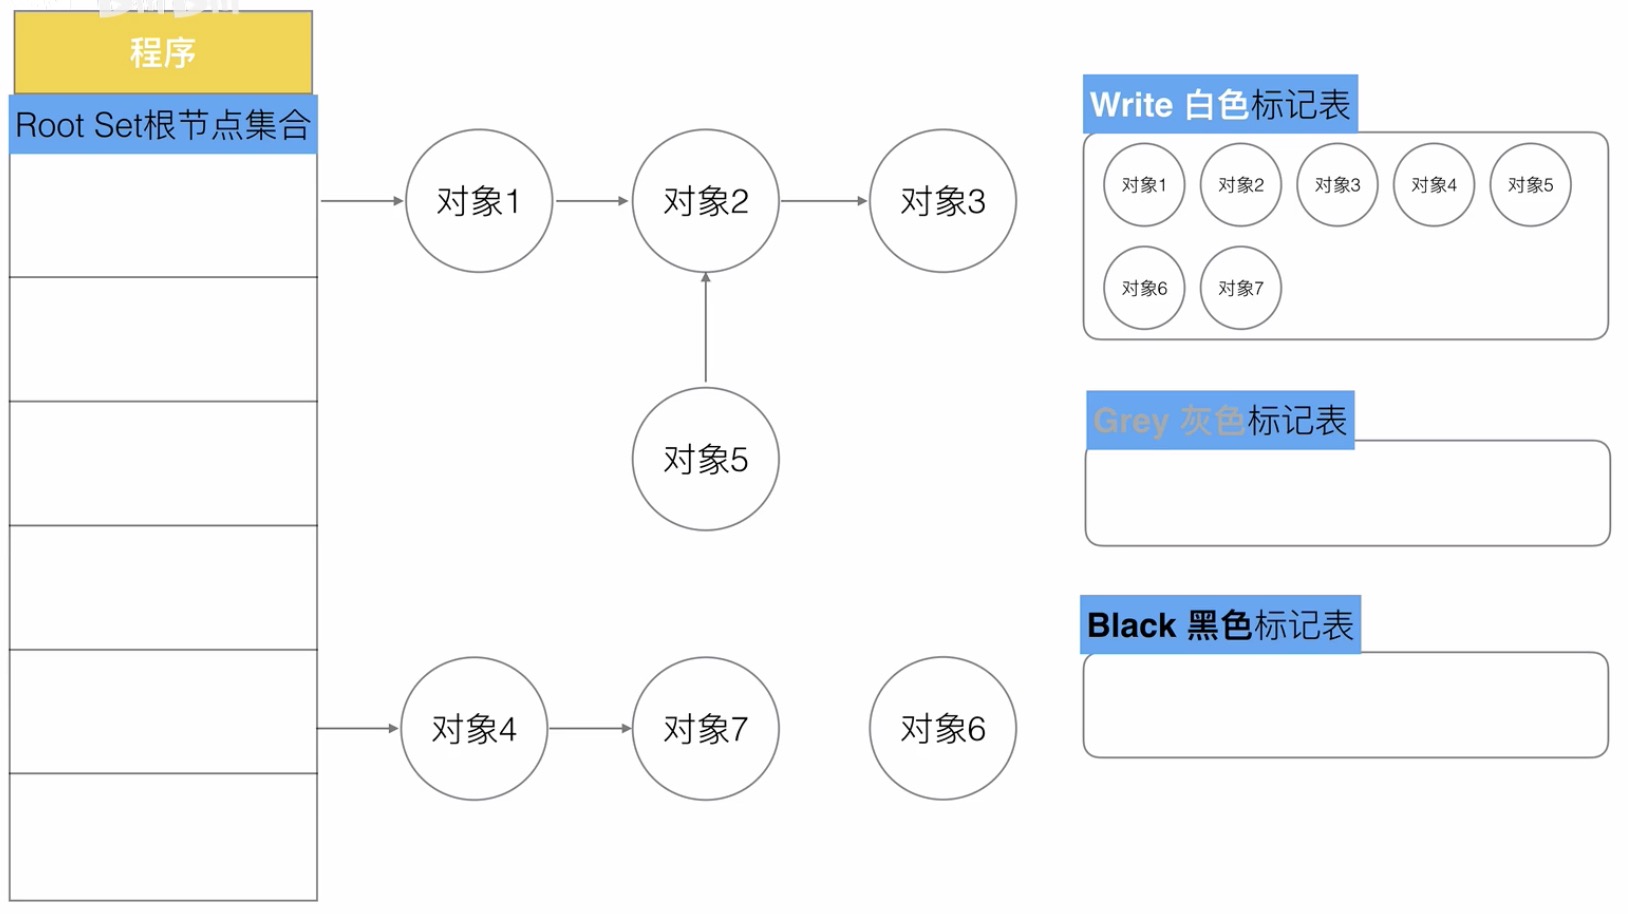 程序
Root Set根节点集合
对象1
对象2
对象3
对象5
对象4
对象7
对象6
Write 白色标记表
对象1
对象2
对象3
对象4
对象5
对象6
对象7
Grey 灰色标记表
Black 黑色标记表